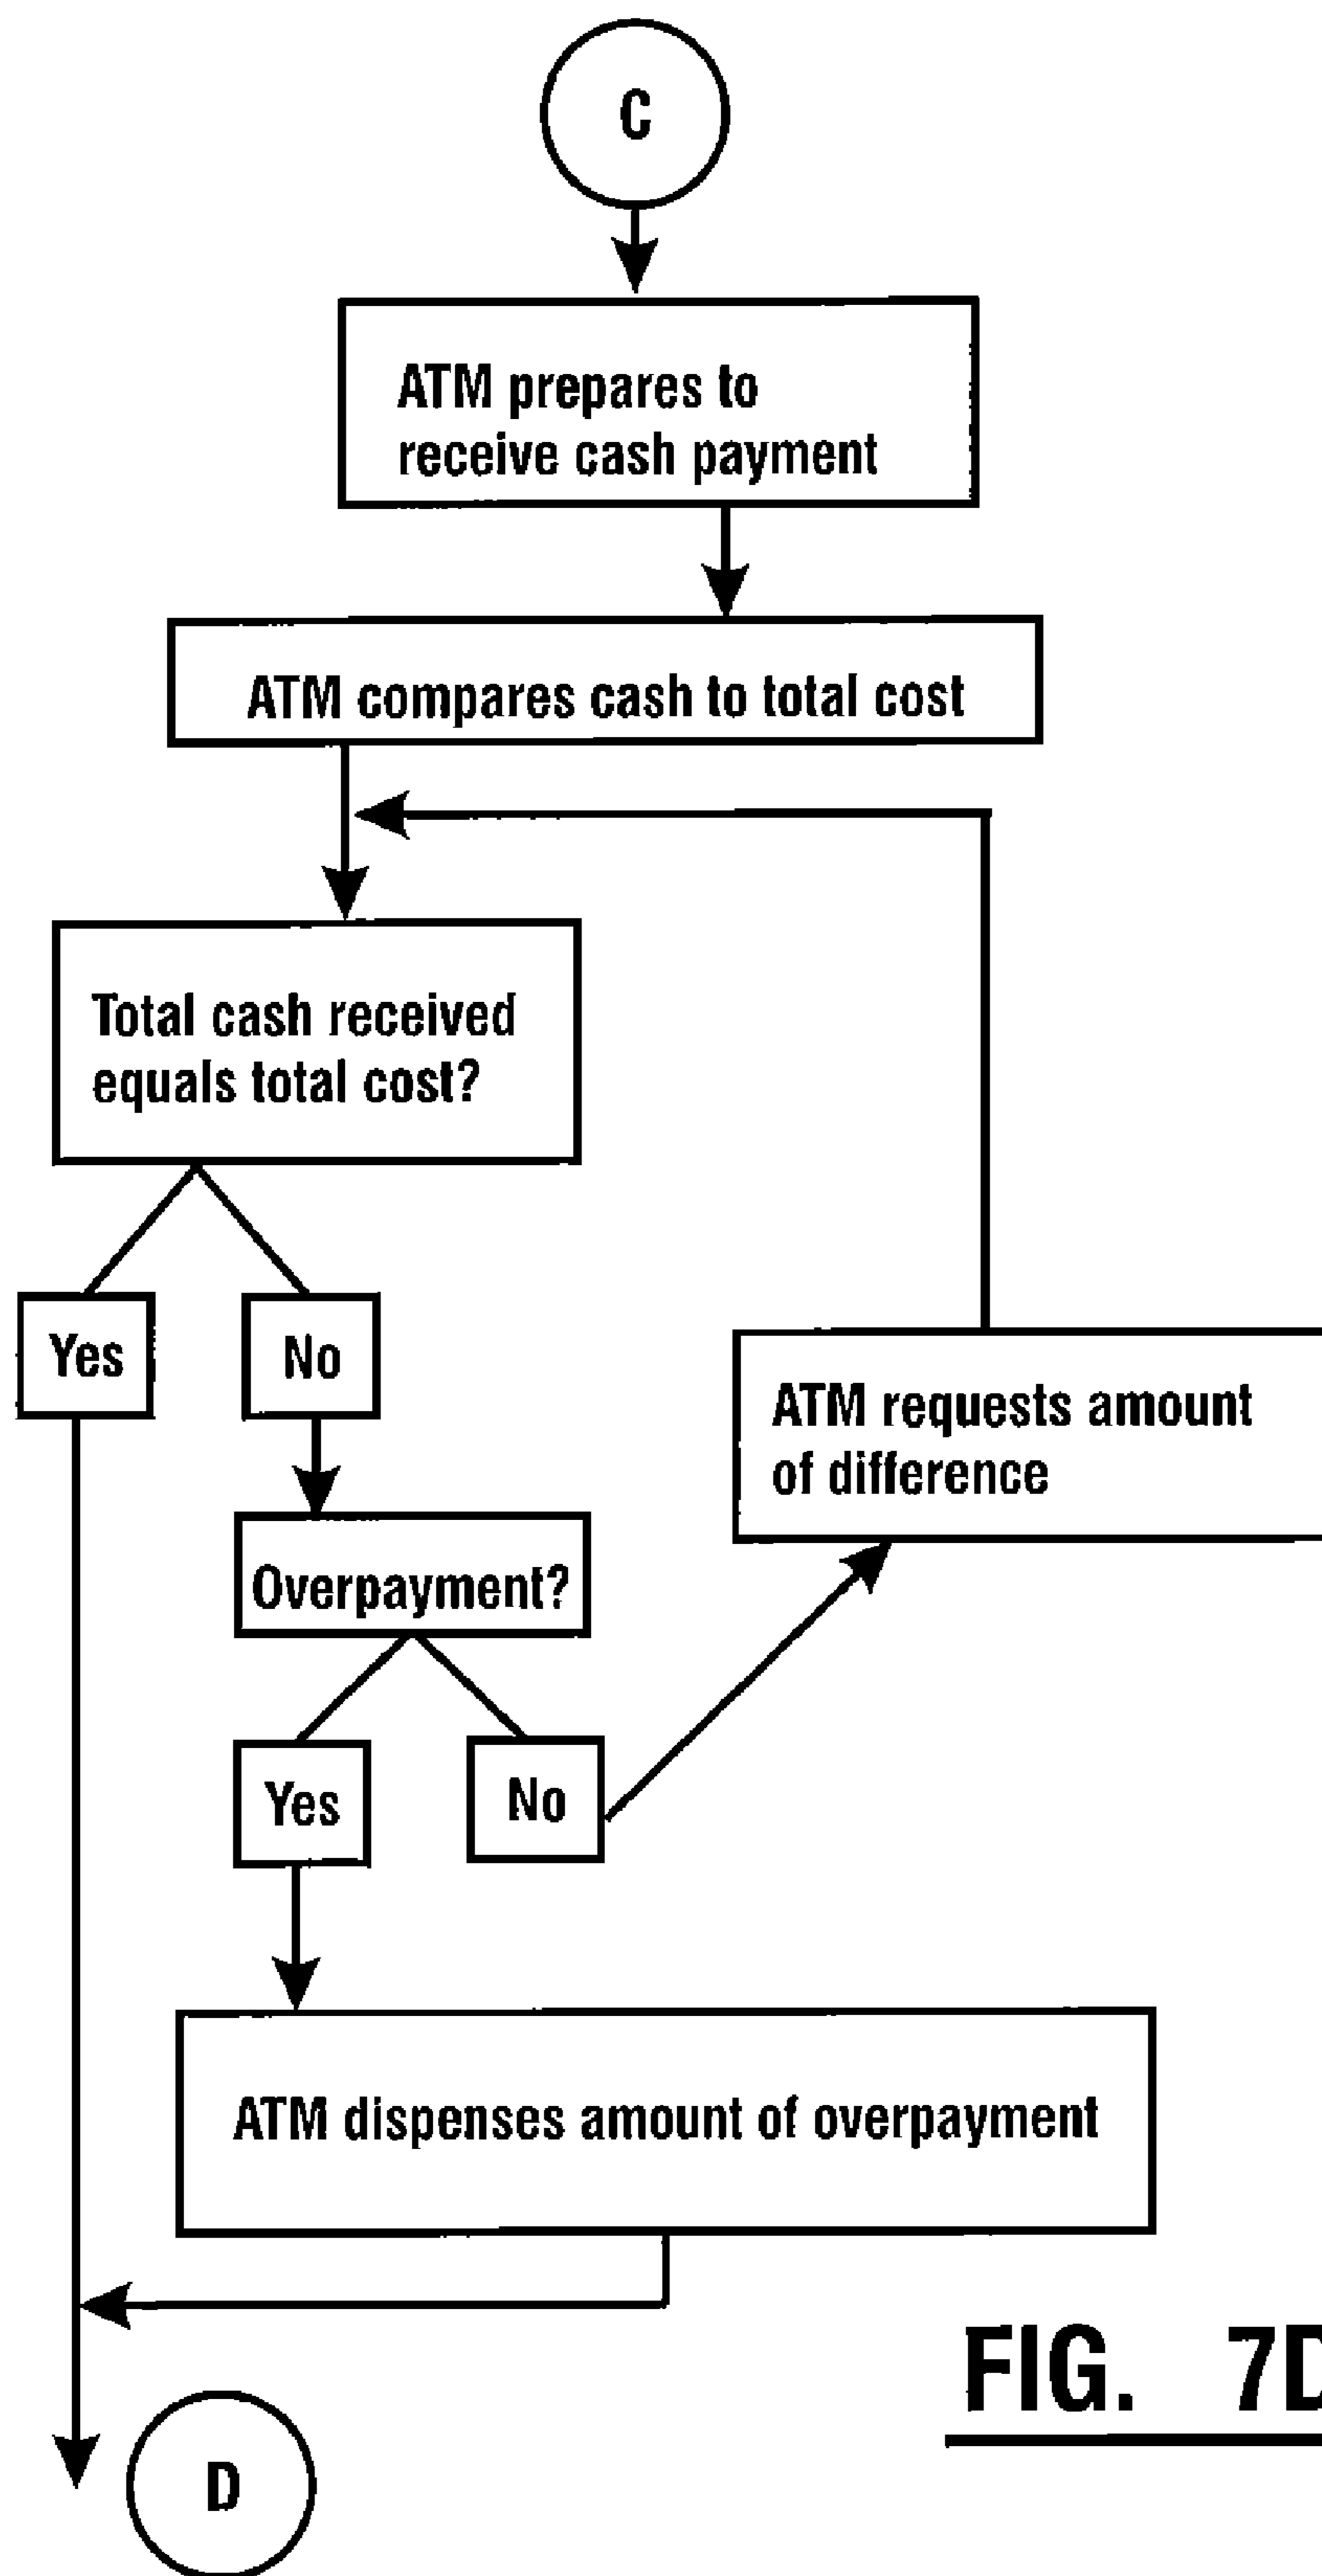 C
ATM prepares to
receive cash payment
ATM compares cash to total cost
Total cash received
equals total cost?
Yes
No
ATM requests amount
of difference
Overpayment?
Yes
No
ATM dispenses amount of overpayment
FIG. 7D
D